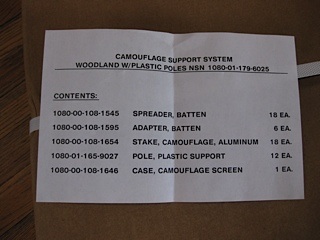 CAMOUFLAGE SUPPORT SYSTEM
WOODLAND W/PLASTIC POLES NSN 1080-01-179-6025
CONTENTS:
1080-00-108-1545 SPREADER, BATTEN 18 EA.
1080-00-108-1595 ADAPTER, BATTEN 6 EA.
1080-00-108-1654 STAKE, CAMOUFLAGE, ALUMINUM 18 EA.
1080-01-165-9027 POLE, PLASTIC SUPPORT 12 EA.
1080-00-108-1646 CASE, CAMOUFLAGE SCREEN 1 EA.